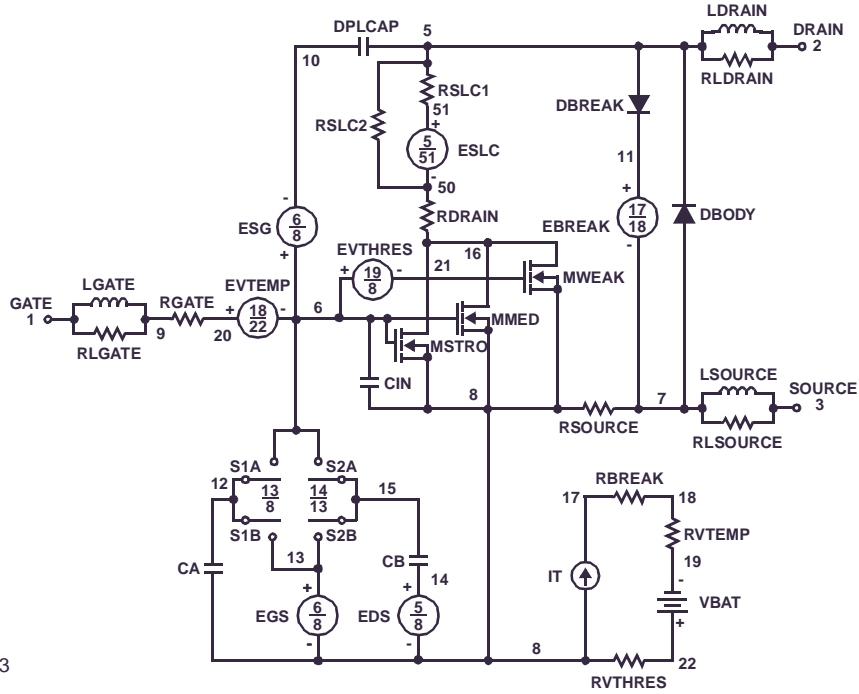 LDRAIN
DPLCAP 5 DRAIN
10 2
RLDRAIN
RSLC1
51
DBREAK
RSLC2
+
5
51
ESLC
11
-
50
-
+
6
8
ESG
RDRAIN
17
18
EBREAK
DBODY
+
EVTHRES
16
-
+ 19 - 21
8
MWEAK
LGATE
EVTEMP
GATE
1
RGATE
+ 18 - 6
22
MMED
9 20
RLGATE
MSTRO
CIN
LSOURCE
8 7 SOURCE
3
RSOURCE
RLSOURCE
S1A S2A
12 13 14 15
8 13
RBREAK
17 18
S1B S2B
RVTEMP
13
CB
19
CA
IT
-
14
+ +
VBAT
EGS 6 EDS 5
8 8
+
- -
8
22
RVTHRES
3